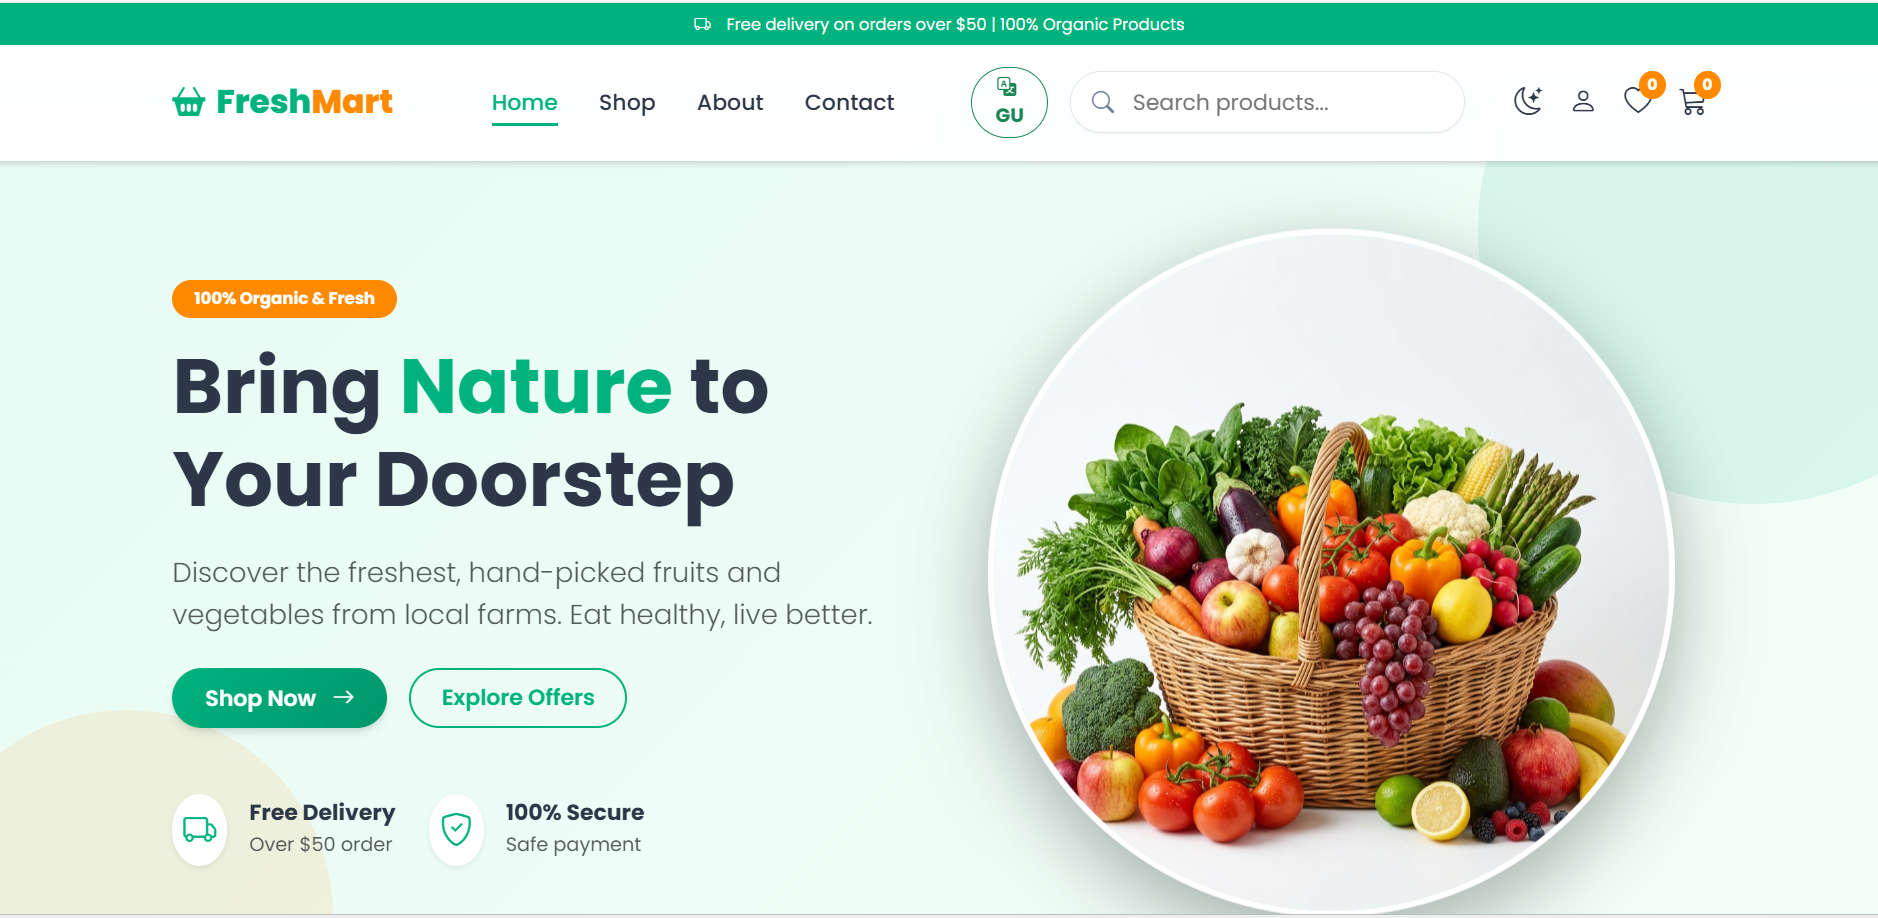 Free delivery on orders over $50 | 100% Organic Products
FreshMart
Home Shop About Contact
GU
Search products...
0
0
100% Organic & Fresh
Bring Nature to
Your Doorstep
Discover the freshest, hand-picked fruits and
vegetables from local farms. Eat healthy, live better.
Shop Now
Explore Offers
Free Delivery
Over $50 order
100% Secure
Safe payment